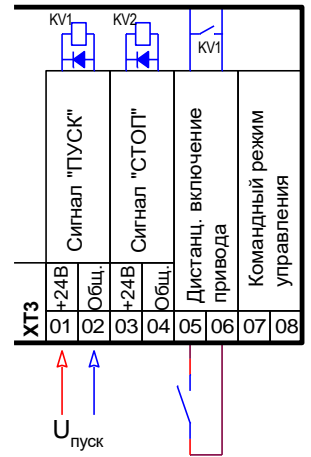 KV1 KV2
KV1
Сигнал "ПУСК"
Сигнал "СТОП"
Дистанц. включение
привода
Командный режим
управления
+24В Общ. +24В Общ.
XT3 01 02 03 04 05 06 07 08
Uпуск